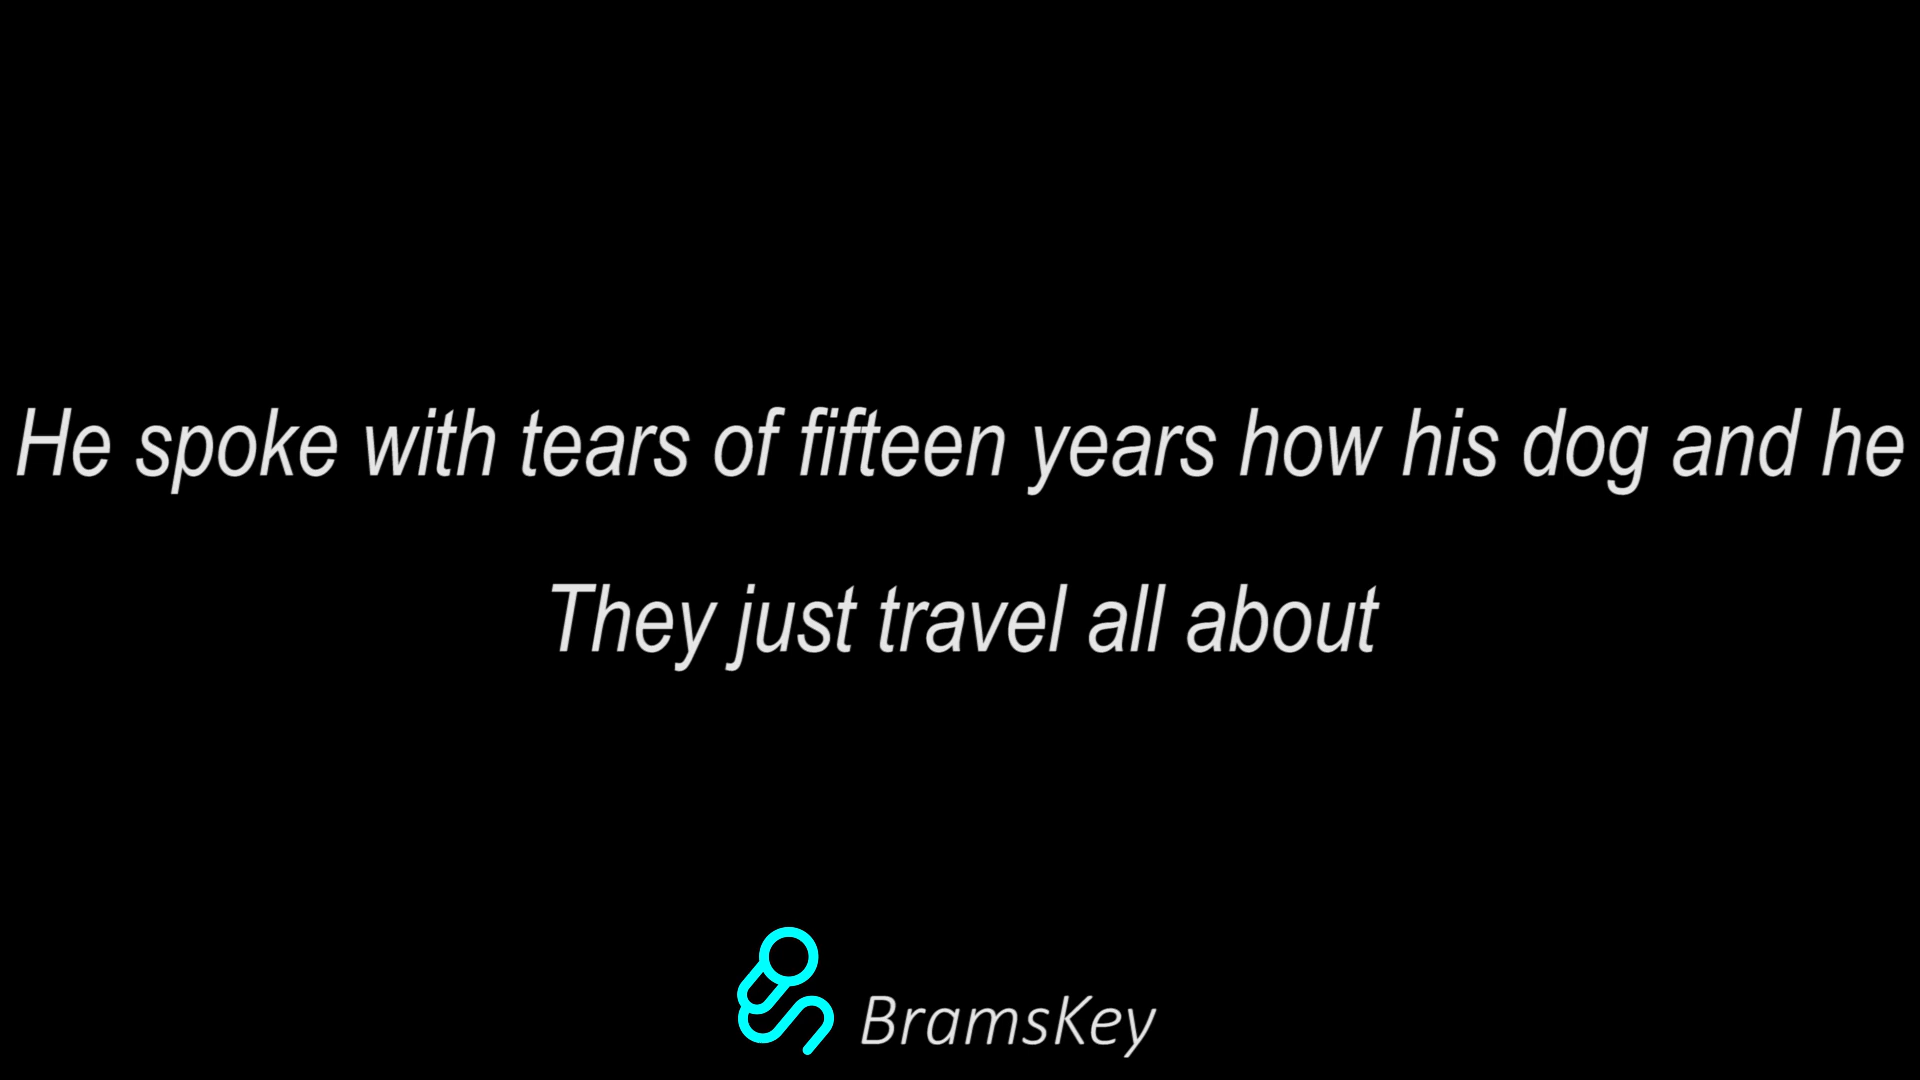 He spoke with tears of fifteen years how his dog and he
They just travel all about
BramsKey